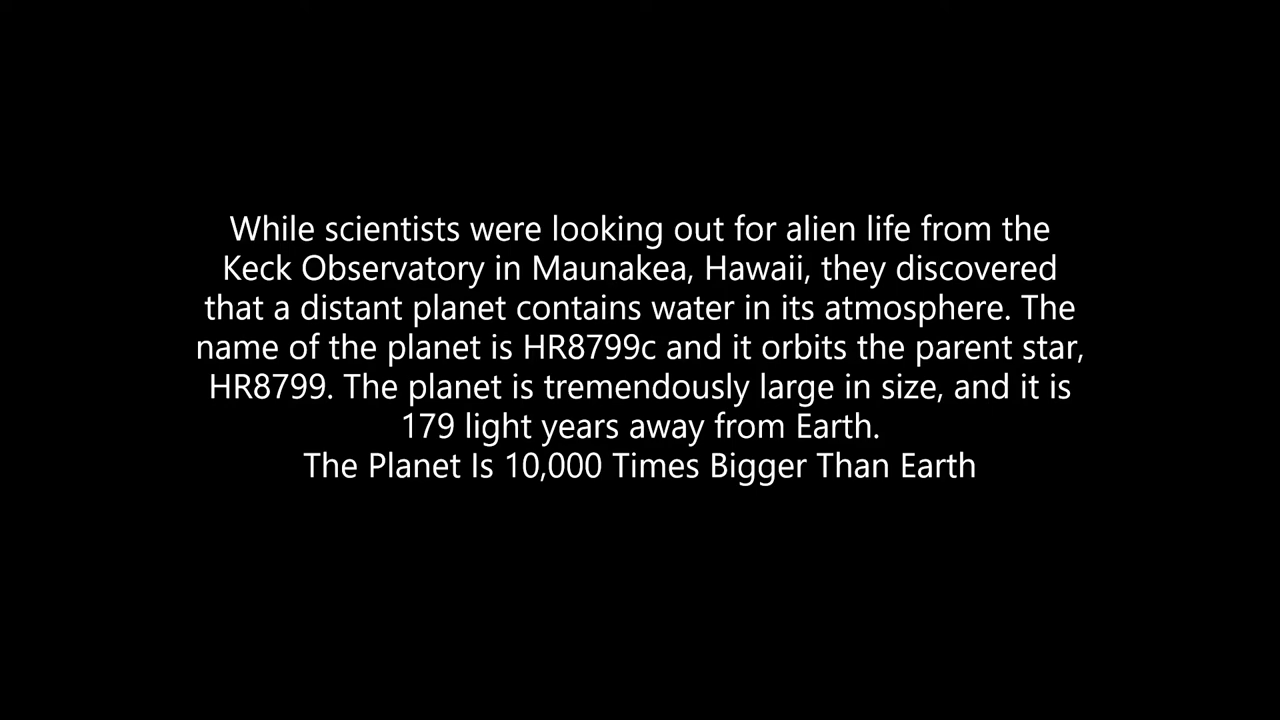 While scientists were looking out for alien life from the
Keck Observatory in Maunakea, Hawaii, they discovered
that a distant planet contains water in its atmosphere. The
name of the planet is HR8799c and it orbits the parent star,
HR8799. The planet is tremendously large in size, and it is
179 light years away from Earth.
The Planet Is 10,000 Times Bigger Than Earth